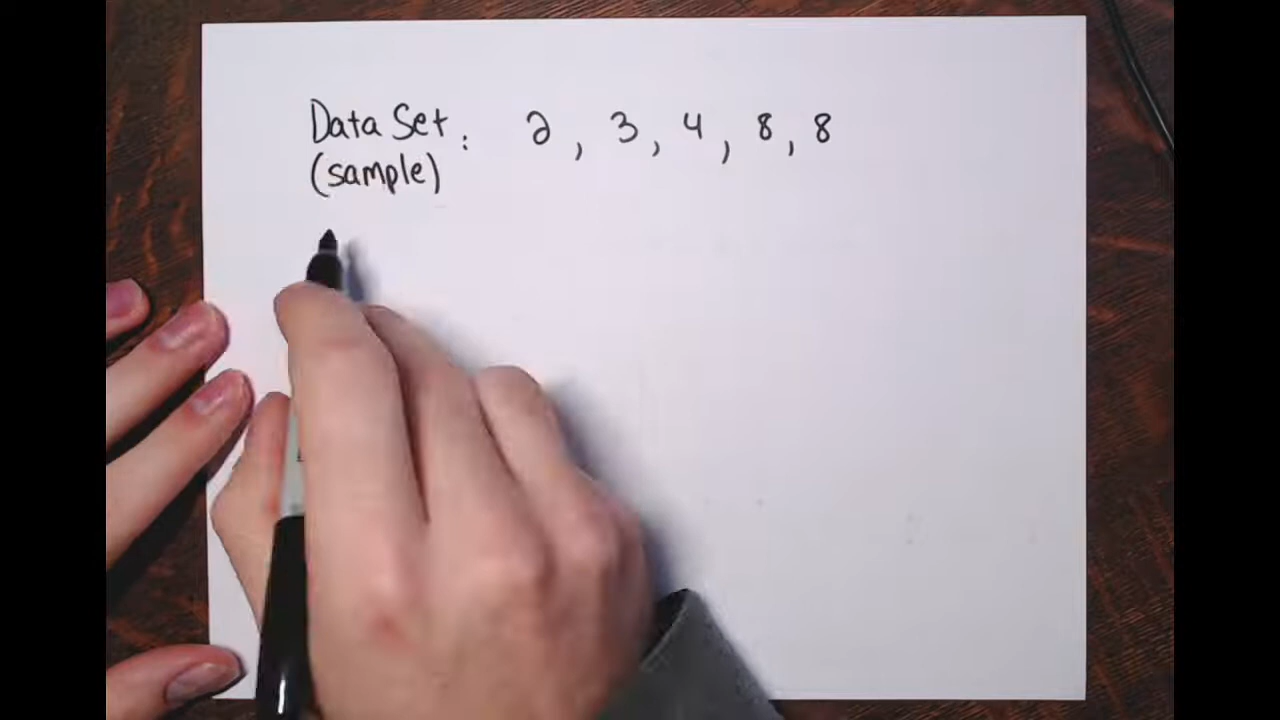 Data Set : 2 , 3 , 4 , 8 , 8
(sample)